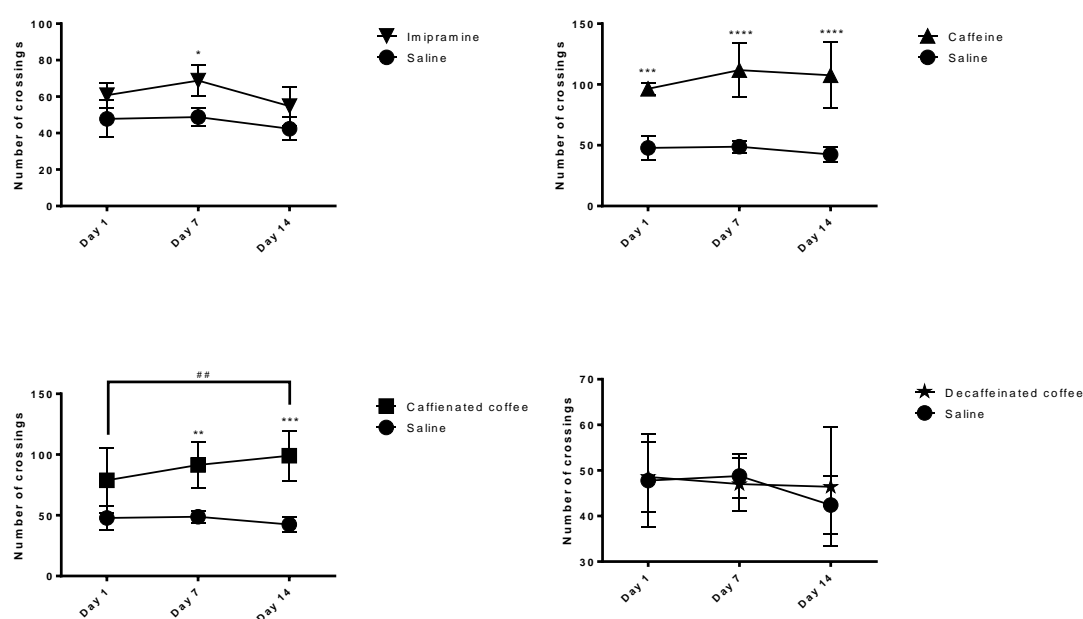 100
80
60
40
20
0
Number of crossings
*
Day 1
Day 7
Day 14
Imipramine
Saline
150
100
50
0
Number of crossings
***
****
****
Day 1
Day 7
Day 14
Caffeine
Saline
150
100
50
0
Number of crossings
##
**
***
Day 1
Day 7
Day 14
Caffienated coffee
Saline
70
60
50
40
30
Number of crossings
Day 1
Day 7
Day 14
Decaffeinated coffee
Saline